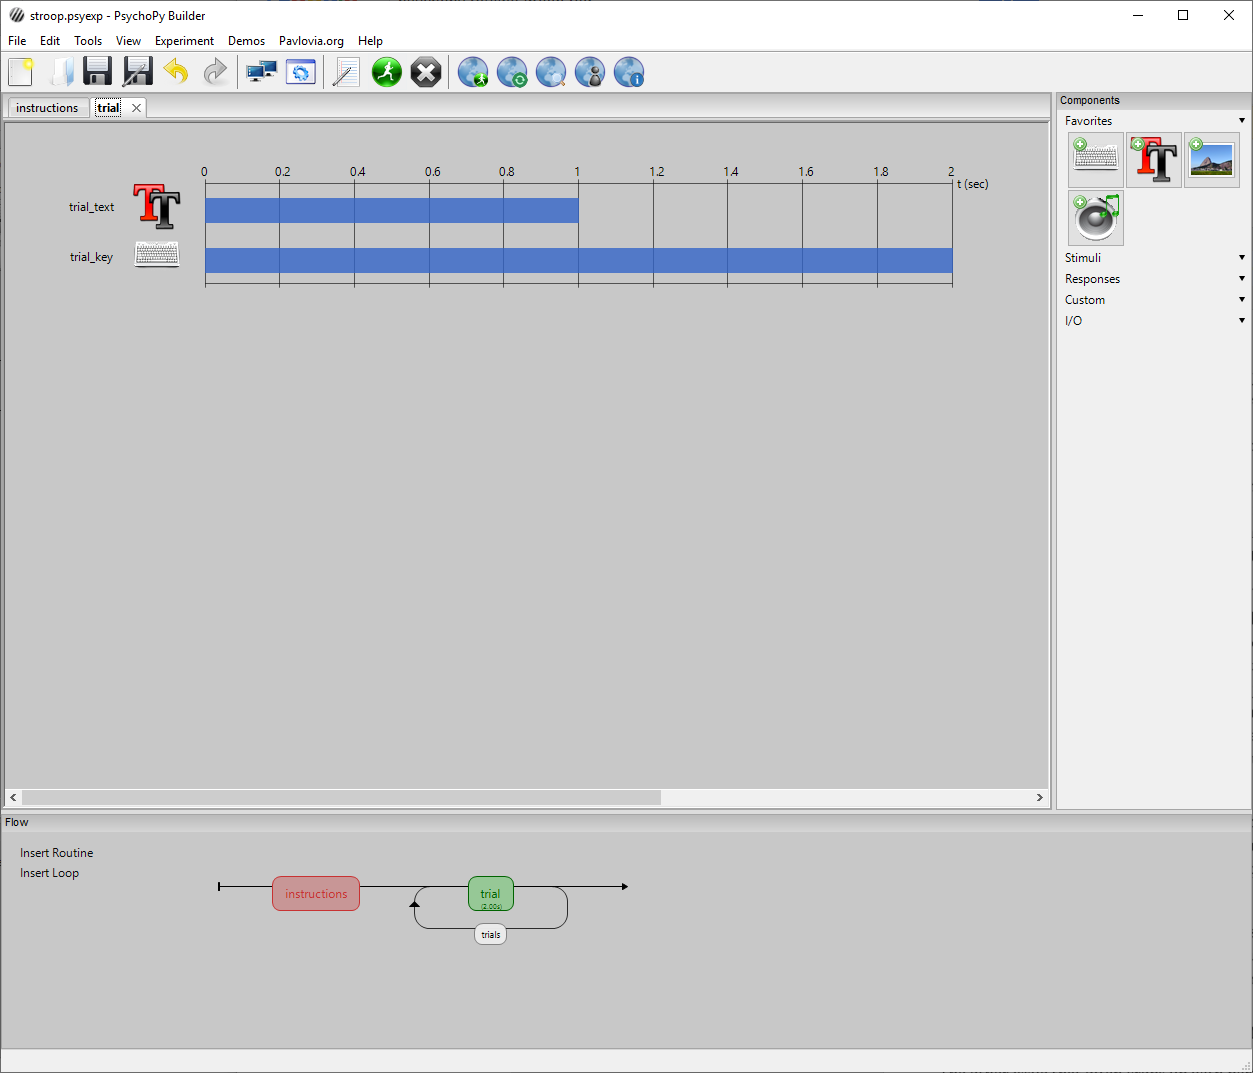 stroop.psyexp - PsychoPy Builder
File Edit Tools View Experiment Demos Pavlovia.org Help
instructions trial
Components
Favorites
0 0.2 0.4 0.6 0.8 1 1.2 1.4 1.6 1.8 2
t (sec)
trial_text
trial_key
Stimuli
Responses
Custom
I/O
Flow
Insert Routine
Insert Loop
instructions
trial
(2.00s)
trials